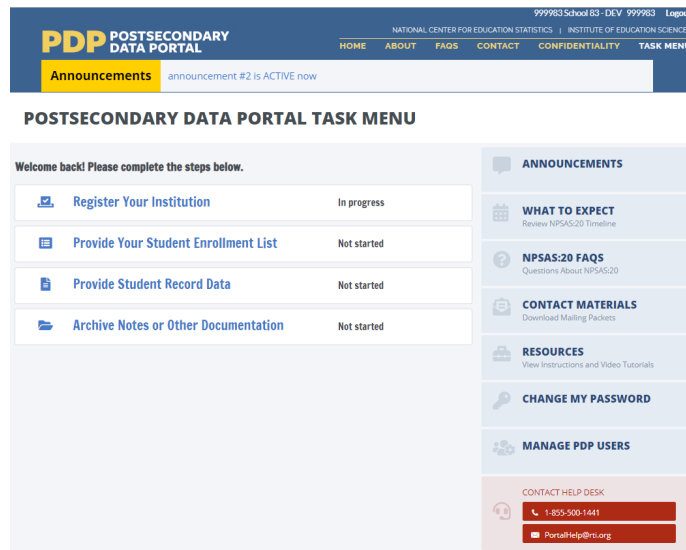 999983 School 83 - DEV 999983 Logou
NATIONAL CENTER FOR EDUCATION STATISTICS | INSTITUTE OF EDUCATION SCIENCE
PDP POSTSECONDARY
DATA PORTAL
HOME ABOUT FAQS CONTACT CONFIDENTIALITY TASK MENU
Announcements announcement #2 is ACTIVE now
POSTSECONDARY DATA PORTAL TASK MENU
Welcome back! Please complete the steps below.
Register Your Institution In progress
Provide Your Student Enrollment List Not started
Provide Student Record Data Not started
Archive Notes or Other Documentation Not started
ANNOUNCEMENTS
WHAT TO EXPECT
Review NPSAS:20 Timeline
NPSAS:20 FAQS
Questions About NPSAS:20
CONTACT MATERIALS
Download Mailing Packets
RESOURCES
View Instructions and Video Tutorials
CHANGE MY PASSWORD
MANAGE PDP USERS
CONTACT HELP DESK
1-855-500-1441
PortalHelp@rti.org